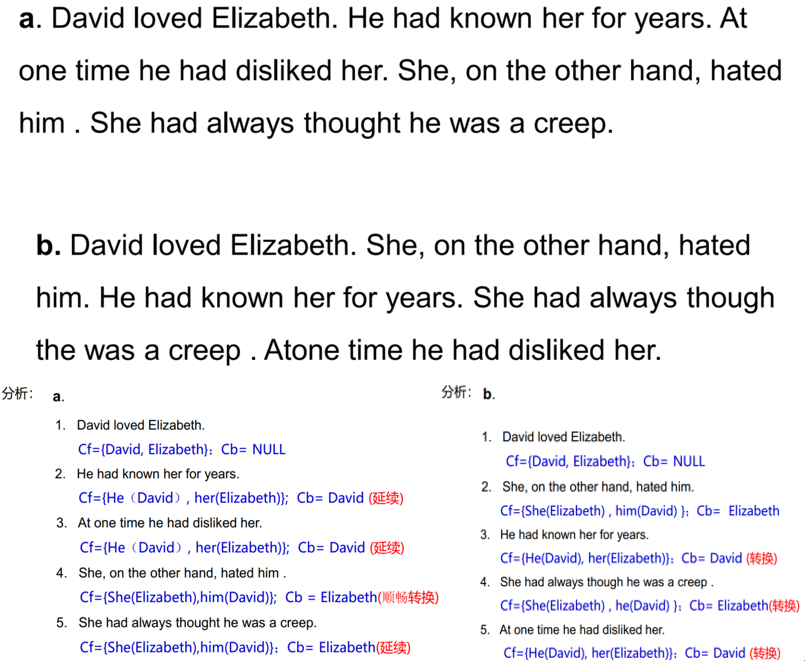 a. David loved Elizabeth. He had known her for years. At
one time he had disliked her. She, on the other hand, hated
him . She had always thought he was a creep.
b. David loved Elizabeth. She, on the other hand, hated
him. He had known her for years. She had always though
the was a creep . Atone time he had disliked her.
分析： a.
1. David loved Elizabeth.
Cf={David, Elizabeth}；Cb= NULL
2. He had known her for years.
Cf={He（David）, her(Elizabeth)}; Cb= David (延续)
3. At one time he had disliked her.
Cf={He（David）, her(Elizabeth)}; Cb= David (延续)
4. She, on the other hand, hated him .
Cf={She(Elizabeth),him(David)}; Cb = Elizabeth(顺畅转换)
5. She had always thought he was a creep.
Cf={She(Elizabeth),him(David)}；Cb= Elizabeth(延续)
分析： b.
1. David loved Elizabeth.
Cf={David, Elizabeth}；Cb= NULL
2. She, on the other hand, hated him.
Cf={She(Elizabeth) , him(David) }；Cb= Elizabeth
3. He had known her for years.
Cf={He(David), her(Elizabeth)}；Cb= David (转换)
4. She had always though he was a creep .
Cf={She(Elizabeth) , he(David) }；Cb= Elizabeth(转换)
5. At one time he had disliked her.
Cf={He(David), her(Elizabeth)}；Cb= David (转换)